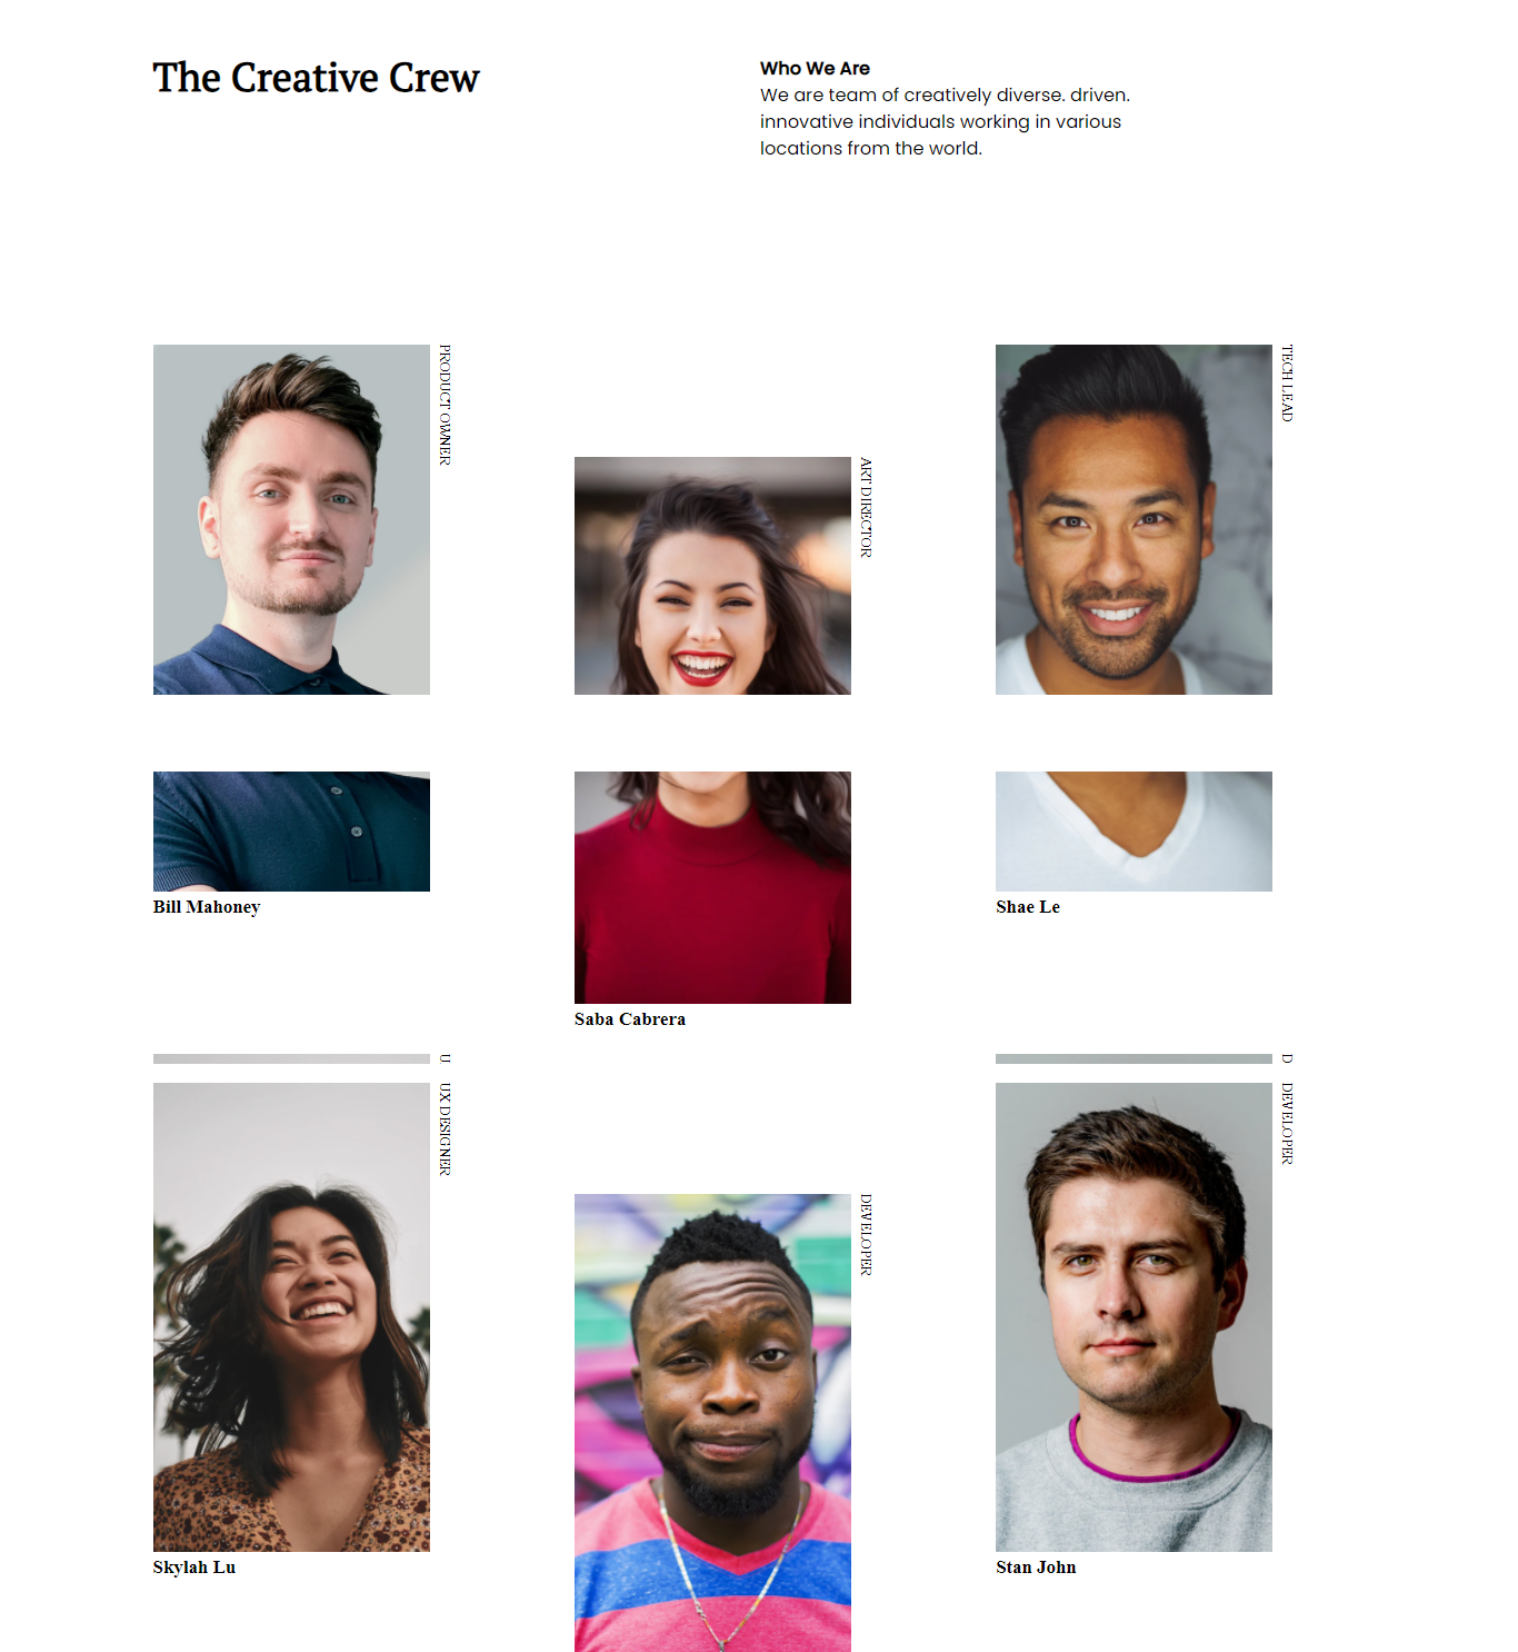 The Creative Crew
Who We Are
We are team of creatively diverse. driven.
innovative individuals working in various
locations from the world.
PRODUCT OWNER
ART DIRECTOR
TECH LEAD
Bill Mahoney
Saba Cabrera
Shae Le
U
D
UX DESIGNER
DEVELOPER
DEVELOPER
Skylah Lu
Stan John